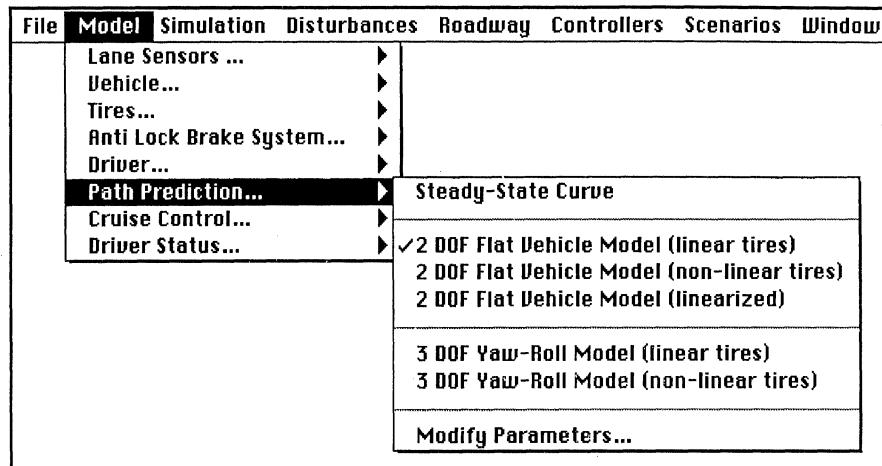 File Model Simulation Disturbances Roadway Controllers Scenarios Window
Lane Sensors ...
Vehicle...
Tires...
Anti Lock Brake System...
Driver...
Path Prediction...
Cruise Control...
Driver Status...
Steady-State Curve
✓2 DOF Flat Vehicle Model (linear tires)
2 DOF Flat Vehicle Model (non-linear tires)
2 DOF Flat Vehicle Model (linearized)
3 DOF Yaw-Roll Model (linear tires)
3 DOF Yaw-Roll Model (non-linear tires)
Modify Parameters...